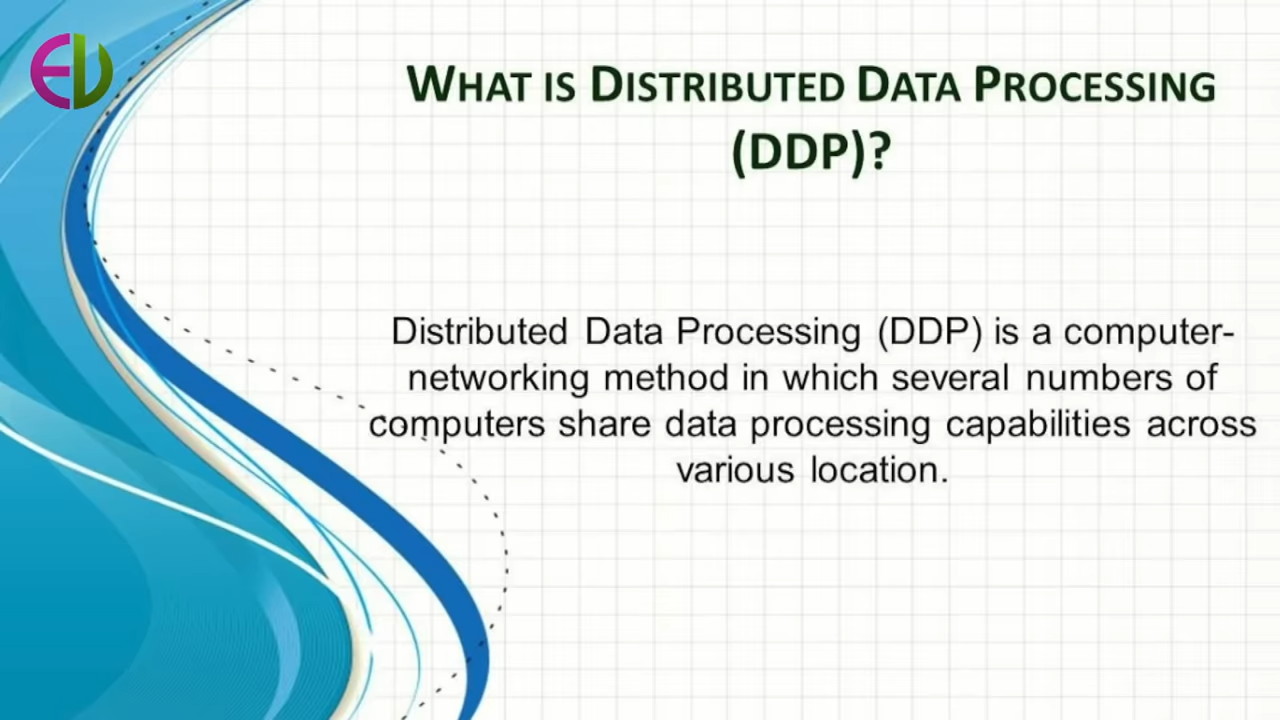 EV
WHAT IS DISTRIBUTED DATA PROCESSING
(DDP)?
Distributed Data Processing (DDP) is a computer-
networking method in which several numbers of
computers share data processing capabilities across
various location.